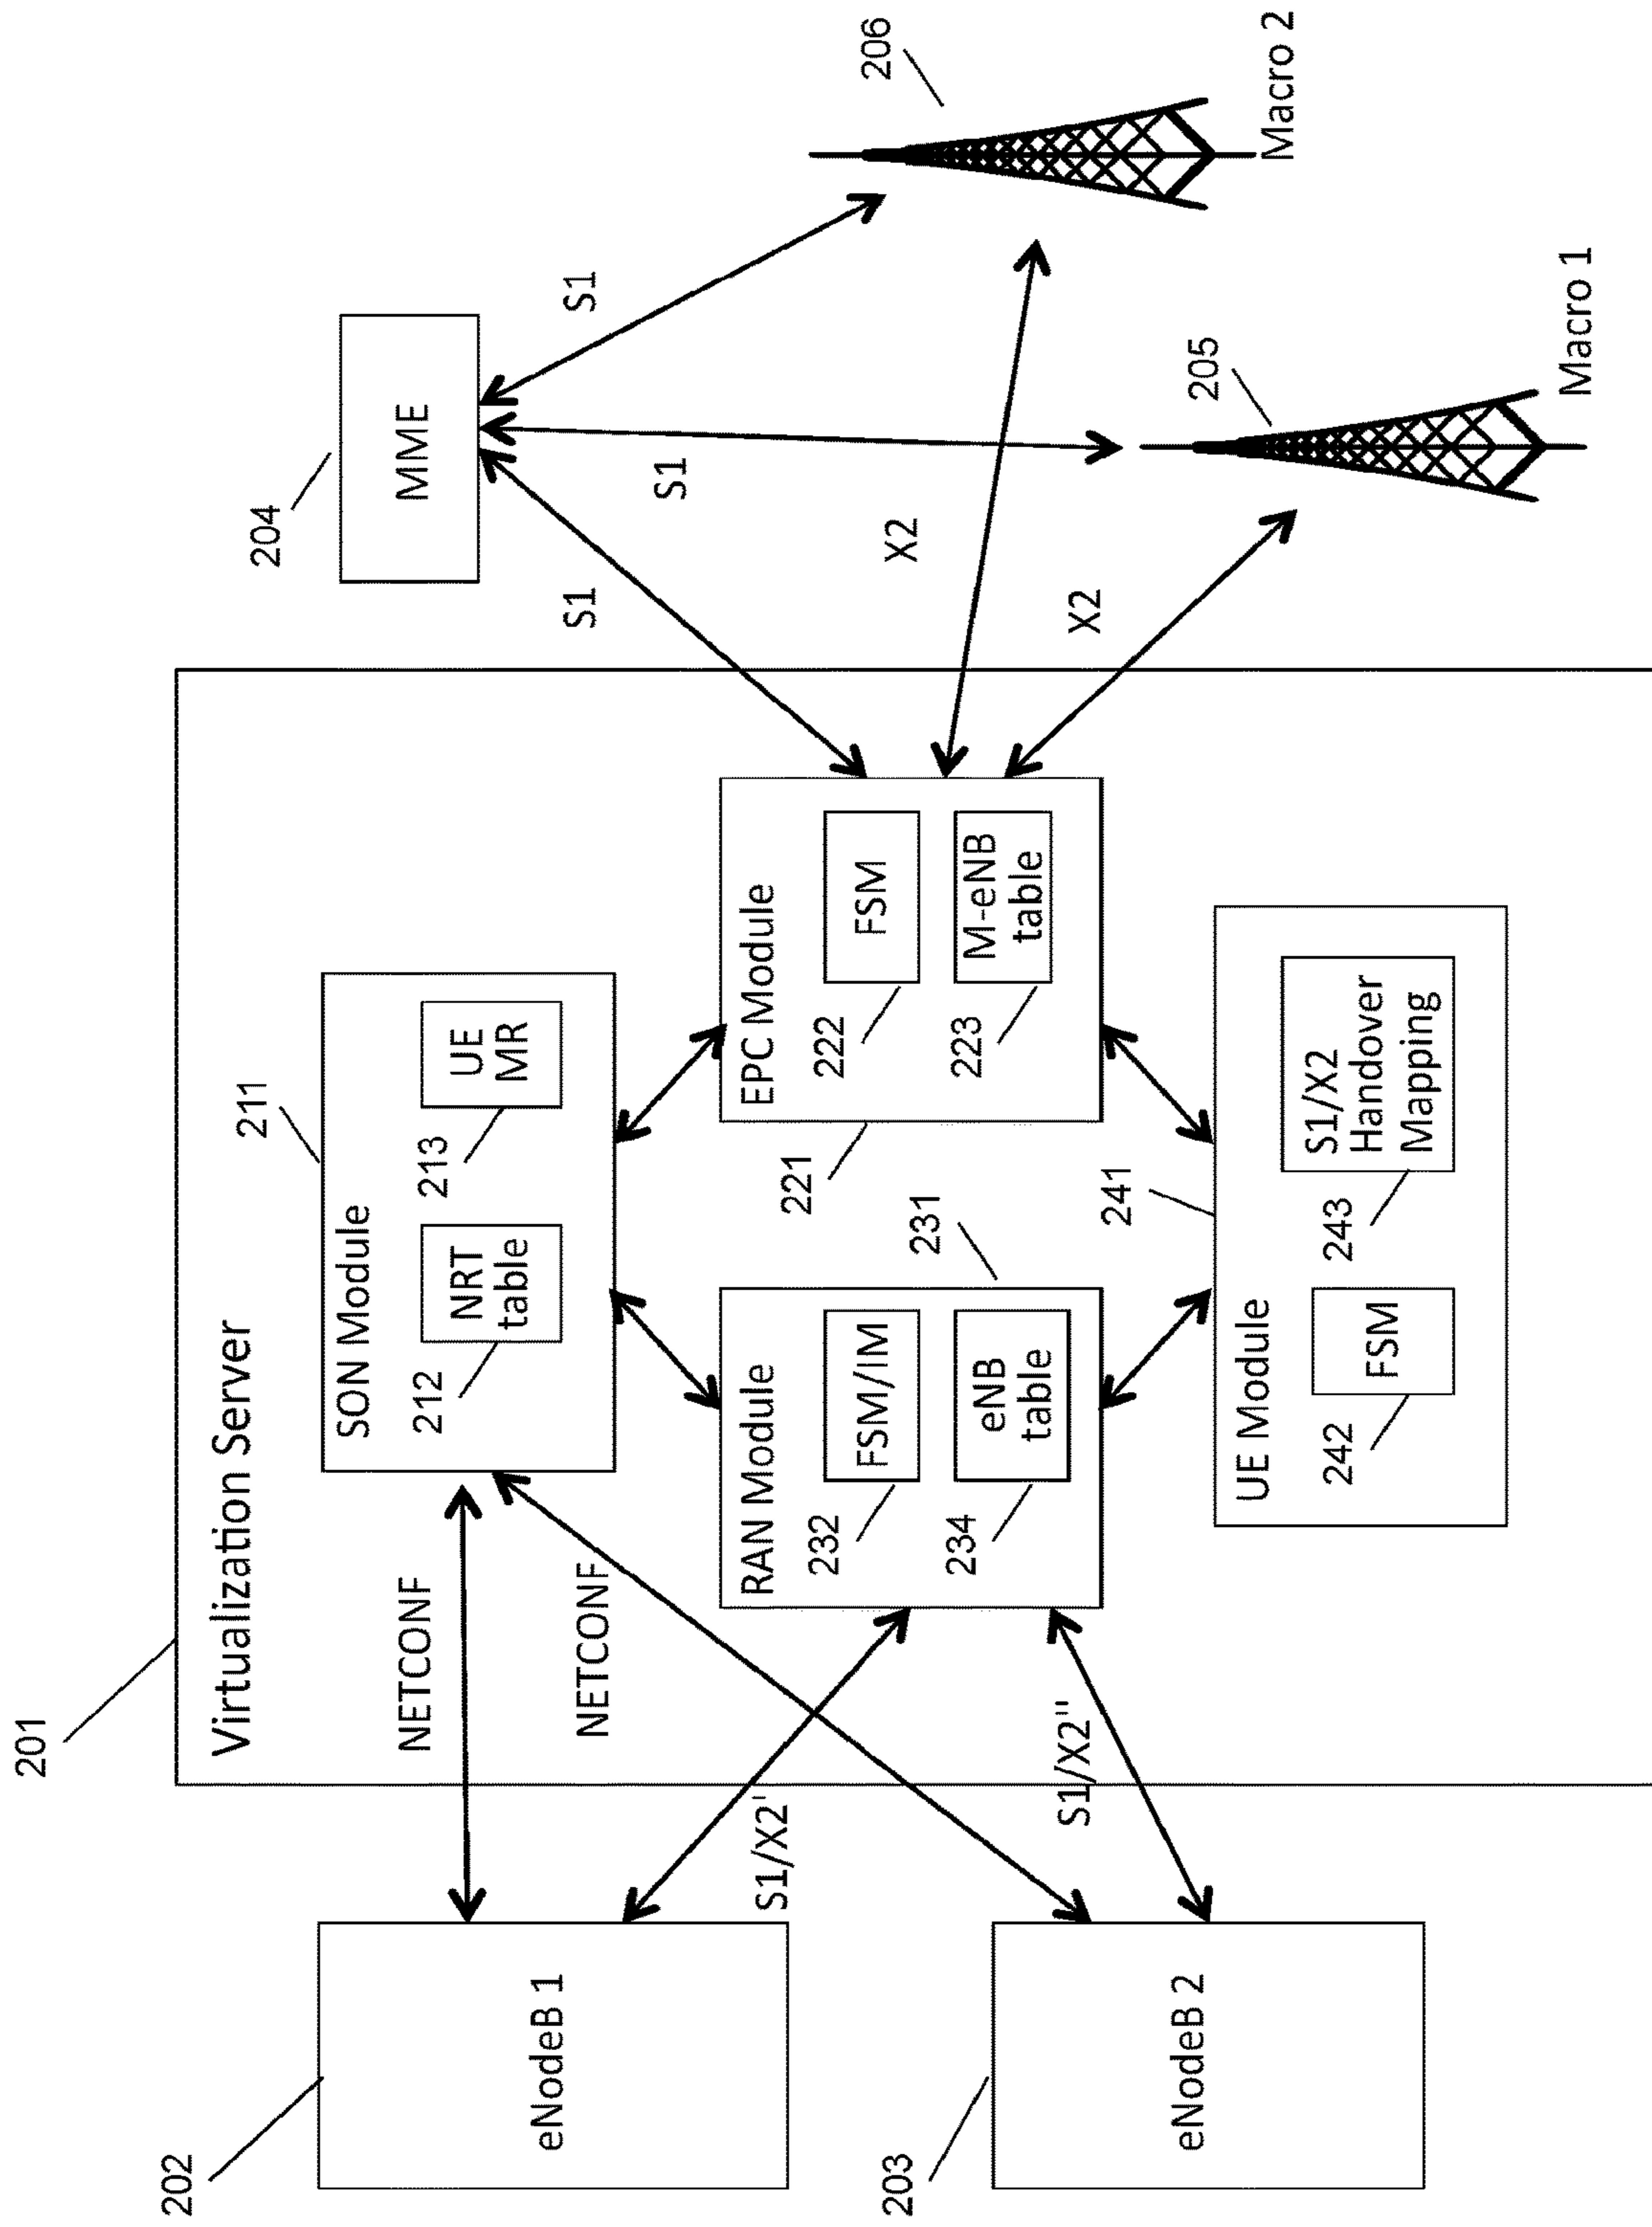 201
Virtualization Server
202
eNodeB 1
203
eNodeB 2
NETCONF
NETCONF
S1/X2'
S1/X2''
211
SON Module
212
NRT
table
213
UE
MR
231
RAN Module
232
FSM/IM
234
eNB
table
221
EPC Module
222
FSM
223
M-eNB
table
241
UE Module
242
FSM
243
S1/X2
Handover
Mapping
204
MME
S1
S1
S1
X2
X2
205
Macro 1
206
Macro 2